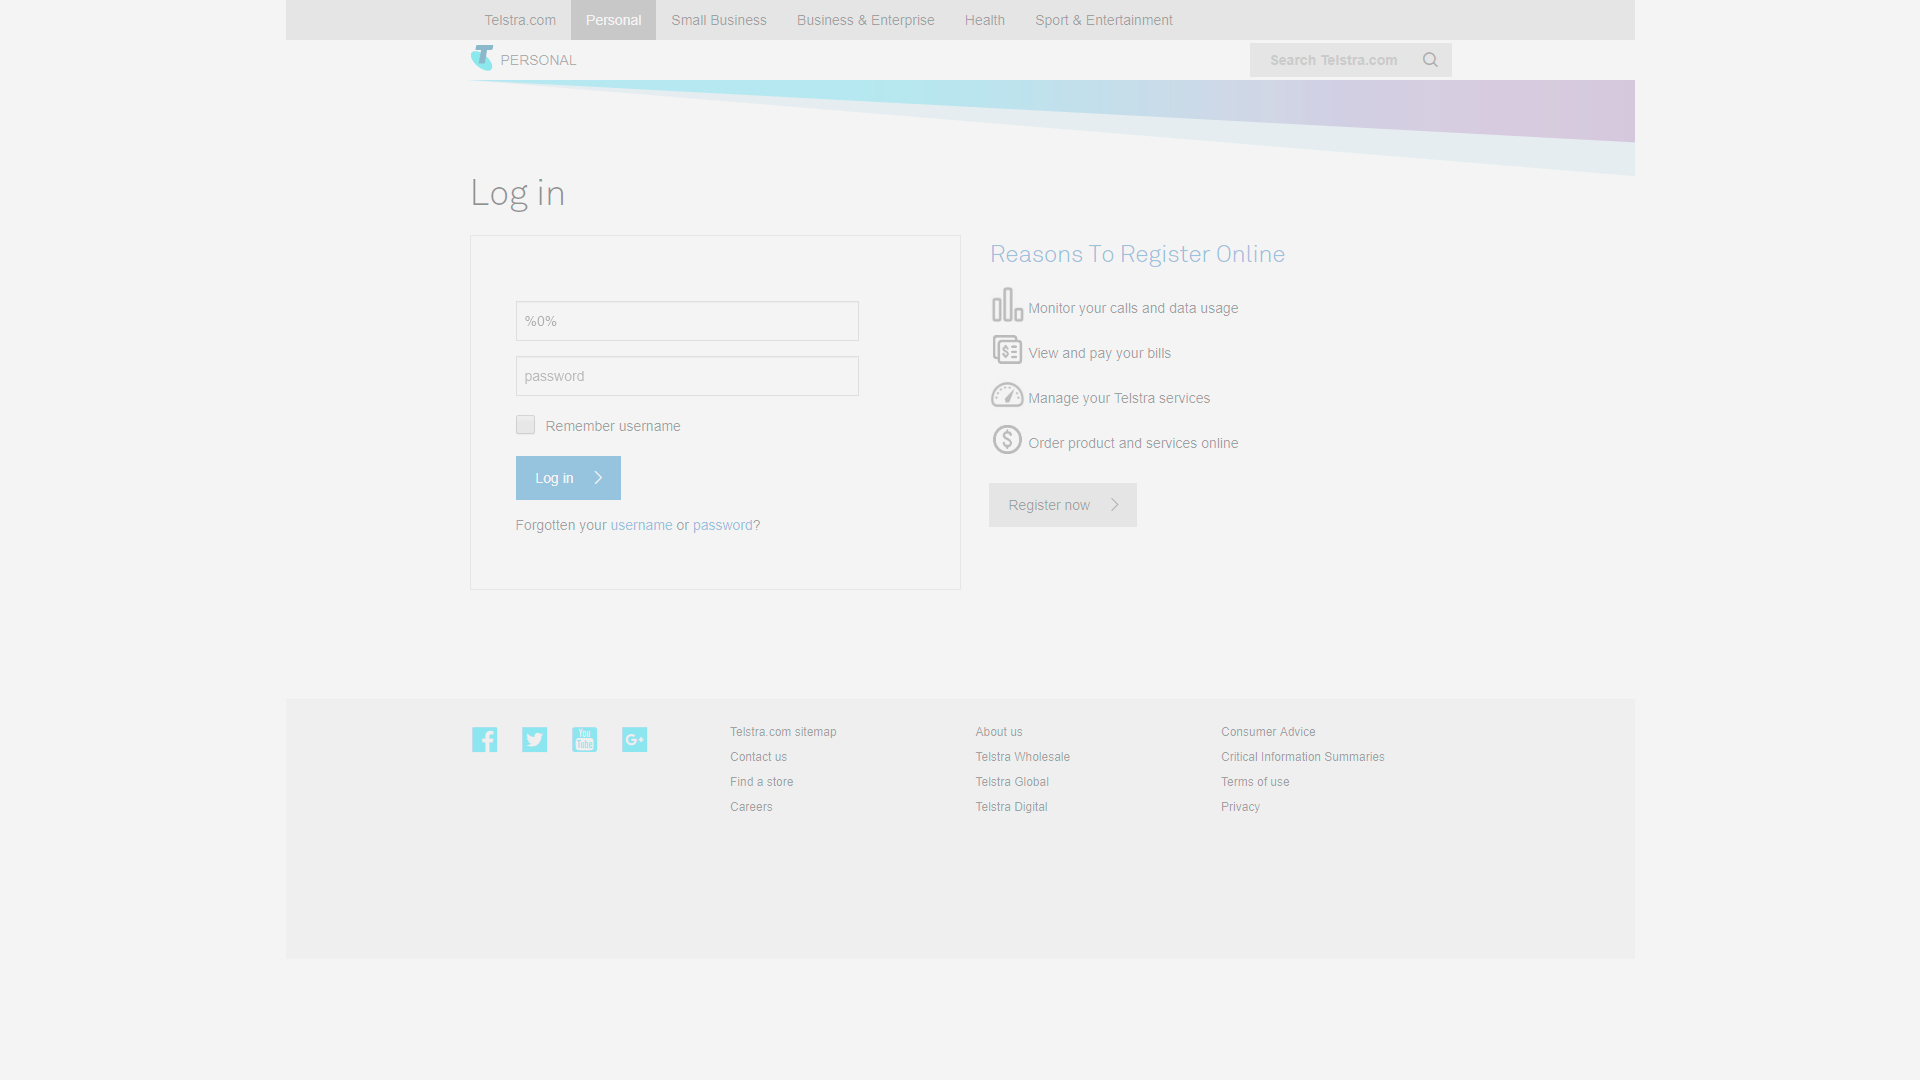 Telstra.com Personal Small Business Business & Enterprise Health Sport & Entertainment
T PERSONAL Search Telstra.com
Log in
Reasons To Register Online
%0%
Monitor your calls and data usage
View and pay your bills
password
Manage your Telstra services
Remember username
Order product and services online
Log in
Register now
Forgotten your username or password?
You Tube G+
Telstra.com sitemap About us Consumer Advice
Contact us Telstra Wholesale Critical Information Summaries
Find a store Telstra Global Terms of use
Careers Telstra Digital Privacy